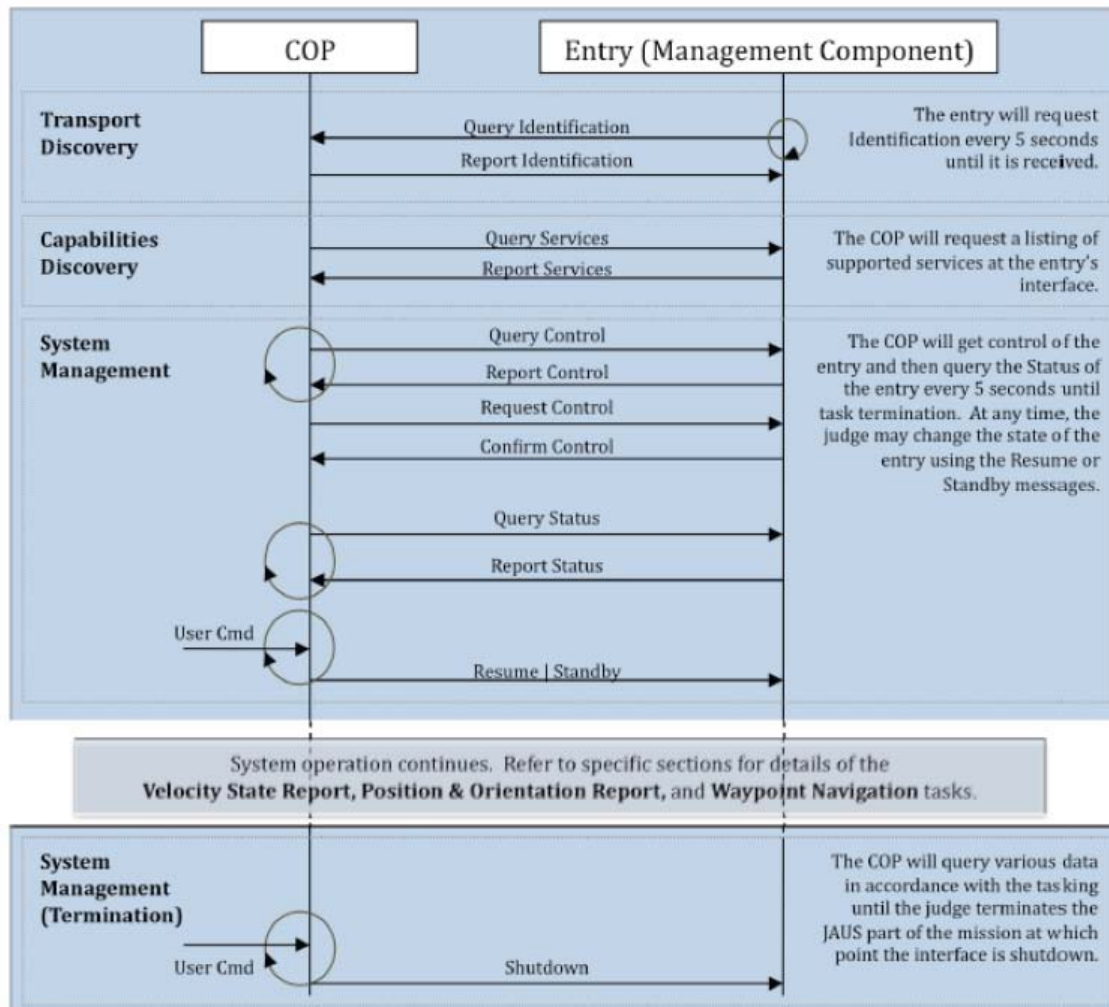 COP
Entry (Management Component)
Transport
Discovery
Query Identification
Report Identification
The entry will request
Identification every 5 seconds
until it is received.
Capabilities
Discovery
Query Services
Report Services
The COP will request a listing of
supported services at the entry's
interface.
System
Management
Query Control
Report Control
Request Control
Confirm Control
Query Status
Report Status
User Cmd
Resume | Standby
The COP will get control of the
entry and then query the Status of
the entry every 5 seconds until
task termination. At any time, the
judge may change the state of the
entry using the Resume or
Standby messages.
System operation continues. Refer to specific sections for details of the
Velocity State Report, Position & Orientation Report, and Waypoint Navigation tasks.
System
Management
(Termination)
User Cmd
Shutdown
The COP will query various data
in accordance with the tasking
until the judge terminates the
JAUS part of the mission at which
point the interface is shutdown.